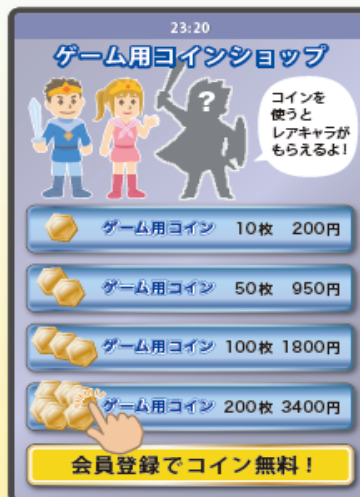 23:20
ゲーム用コインショップ
?
コインを
使うと
レアキャラが
もらえるよ!
ゲーム用コイン 10枚 200円
ゲーム用コイン 50枚 950円
ゲーム用コイン 100枚 1800円
ゲーム用コイン 200枚 3400円
会員登録でコイン無料!